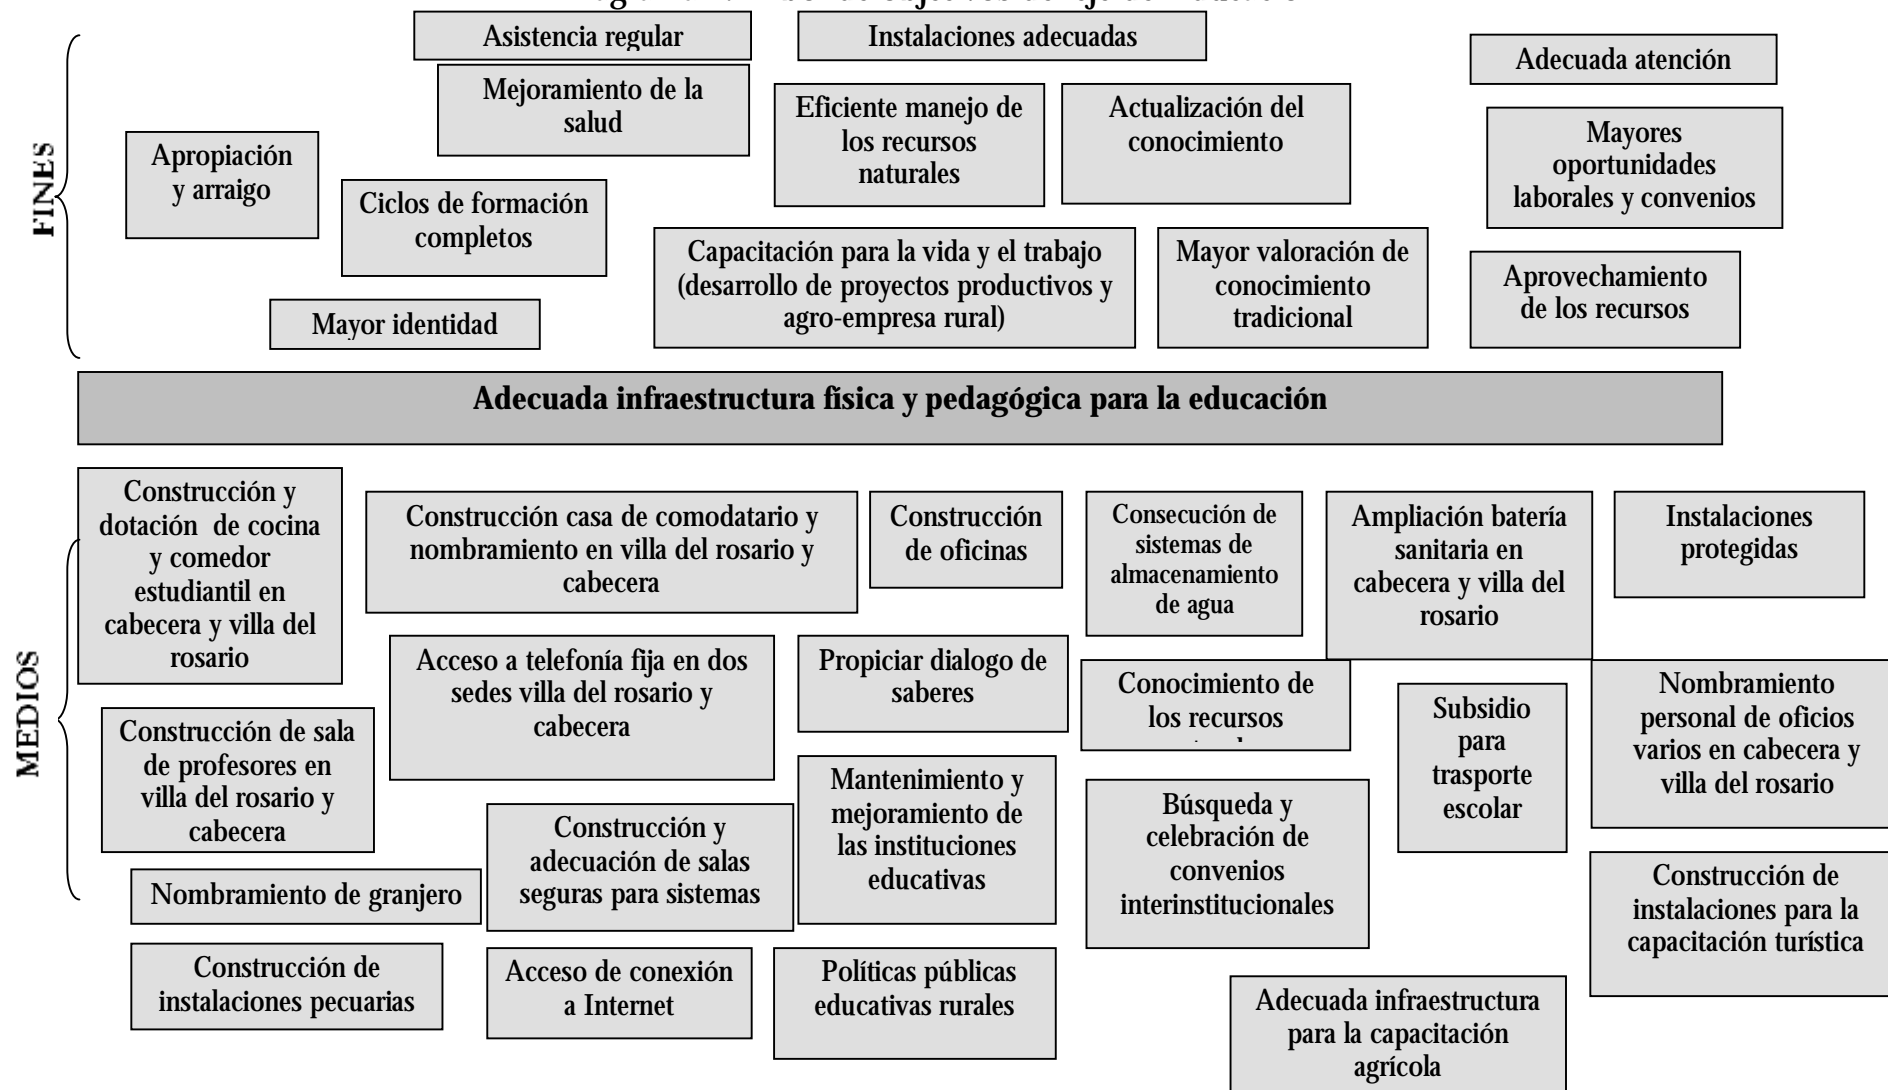 Asistencia regular
Instalaciones adecuadas
Adecuada atención
Mejoramiento de la
salud
Eficiente manejo de
los recursos
naturales
Actualización del
conocimiento
Mayores
oportunidades
laborales y convenios
Apropiación
y arraigo
Ciclos de formación
completos
FINES
Capacitación para la vida y el trabajo
(desarrollo de proyectos productivos y
agro-empresa rural)
Mayor valoración de
conocimiento
tradicional
Aprovechamiento
de los recursos
Mayor identidad
Adecuada infraestructura física y pedagógica para la educación
Construcción y
dotación de cocina
y comedor
estudiantil en
cabecera y villa del
rosario
Construcción casa de comodatario y
nombramiento en villa del rosario y
cabecera
Construcción
de oficinas
Consecución de
sistemas de
almacenamiento
de agua
Ampliación batería
sanitaria en
cabecera y villa del
rosario
Instalaciones
protegidas
MEDIOS
Acceso a telefonía fija en dos
sedes villa del rosario y
cabecera
Propiciar dialogo de
saberes
Conocimiento de
los recursos
Subsidio
para
trasporte
escolar
Nombramiento
personal de oficios
varios en cabecera y
villa del rosario
Construcción de sala
de profesores en
villa del rosario y
cabecera
Construcción y
adecuación de salas
seguras para sistemas
Mantenimiento y
mejoramiento de
las instituciones
educativas
Búsqueda y
celebración de
convenios
interinstitucionales
Nombramiento de granjero
Construcción de
instalaciones para la
capacitación turística
Construcción de
instalaciones pecuarias
Acceso de conexión
a Internet
Políticas públicas
educativas rurales
Adecuada infraestructura
para la capacitación
agrícola